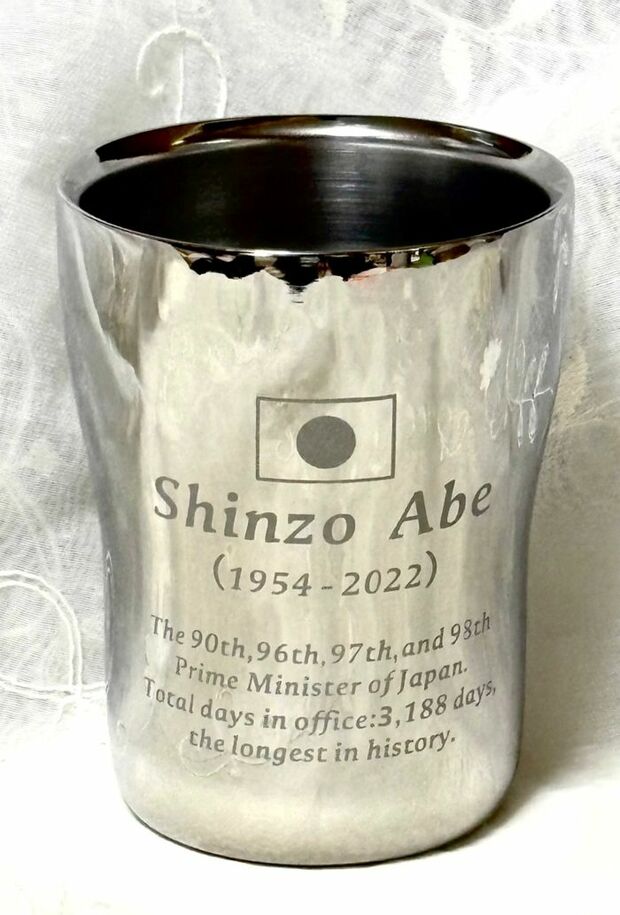 Shinzo Abe
(1954-2022)
The 90th, 96th, 97th, and 98th
Prime Minister of Japan.
Total days in office:3,188 days,
the longest in history.